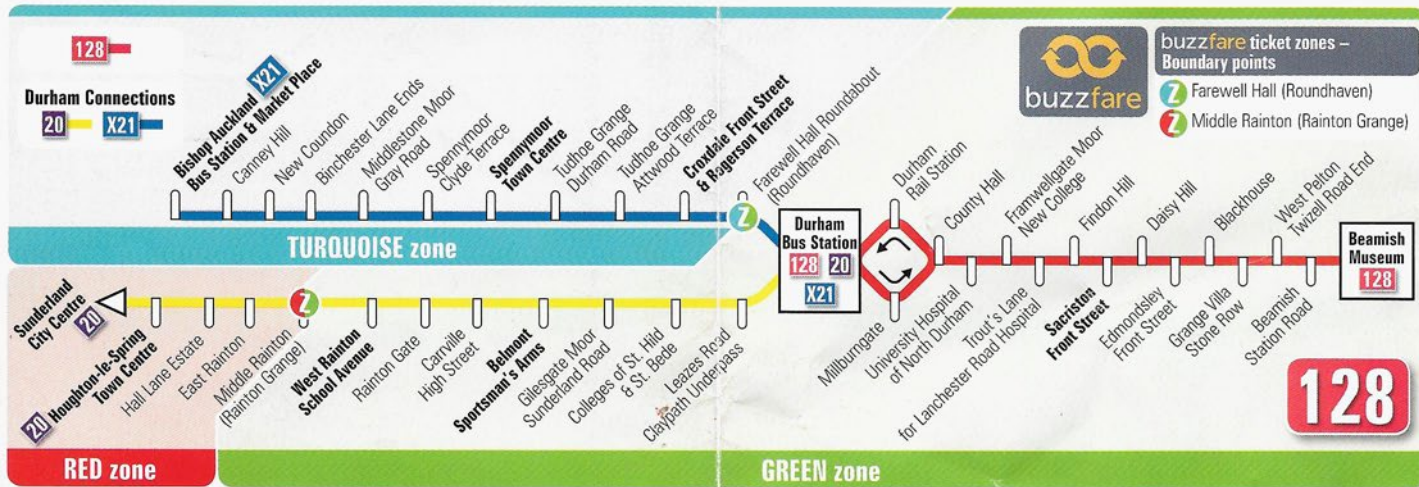 128
Durham Connections
20
X21
Bishop Auckland X21
Bus Station & Market Place
Canney Hill
New Coundon
Binchester Lane Ends
Middlestone Moor
Gray Road
Spennymoor
Clyde Terrace
Spennymoor
Town Centre
Tudhoe Grange
Durham Road
Tudhoe Grange
Attwood Terrace
Croxdale Front Street
& Rogerson Terrace
Farewell Hall Roundabout
(Roundhaven)
Z
TURQUOISE zone
buzzfare
buzzfare ticket zones –
Boundary points
Z Farewell Hall (Roundhaven)
Z Middle Rainton (Rainton Grange)
Durham
Bus Station
128 20
X21
Durham
Rail Station
Millburngate
County Hall
University Hospital
of North Durham
Framwellgate Moor
New College
Trout's Lane
for Lanchester Road Hospital
Findon Hill
Sacriston
Front Street
Daisy Hill
Edmondsley
Front Street
Blackhouse
Grange Villa
Stone Row
West Pelton
Twizell Road End
Beamish
Station Road
Beamish
Museum
128
Sunderland
City Centre
20
20 Houghton-le-Spring
Town Centre
Hall Lane Estate
East Rainton
Middle Rainton
(Rainton Grange)
Z
West Rainton
School Avenue
Rainton Gate
Carrville
High Street
Belmont
Sportsman's Arms
Gilesgate Moor
Sunderland Road
Colleges of St. Hild
& St. Bede
Leazes Road
Claypath Underpass
128
RED zone
GREEN zone